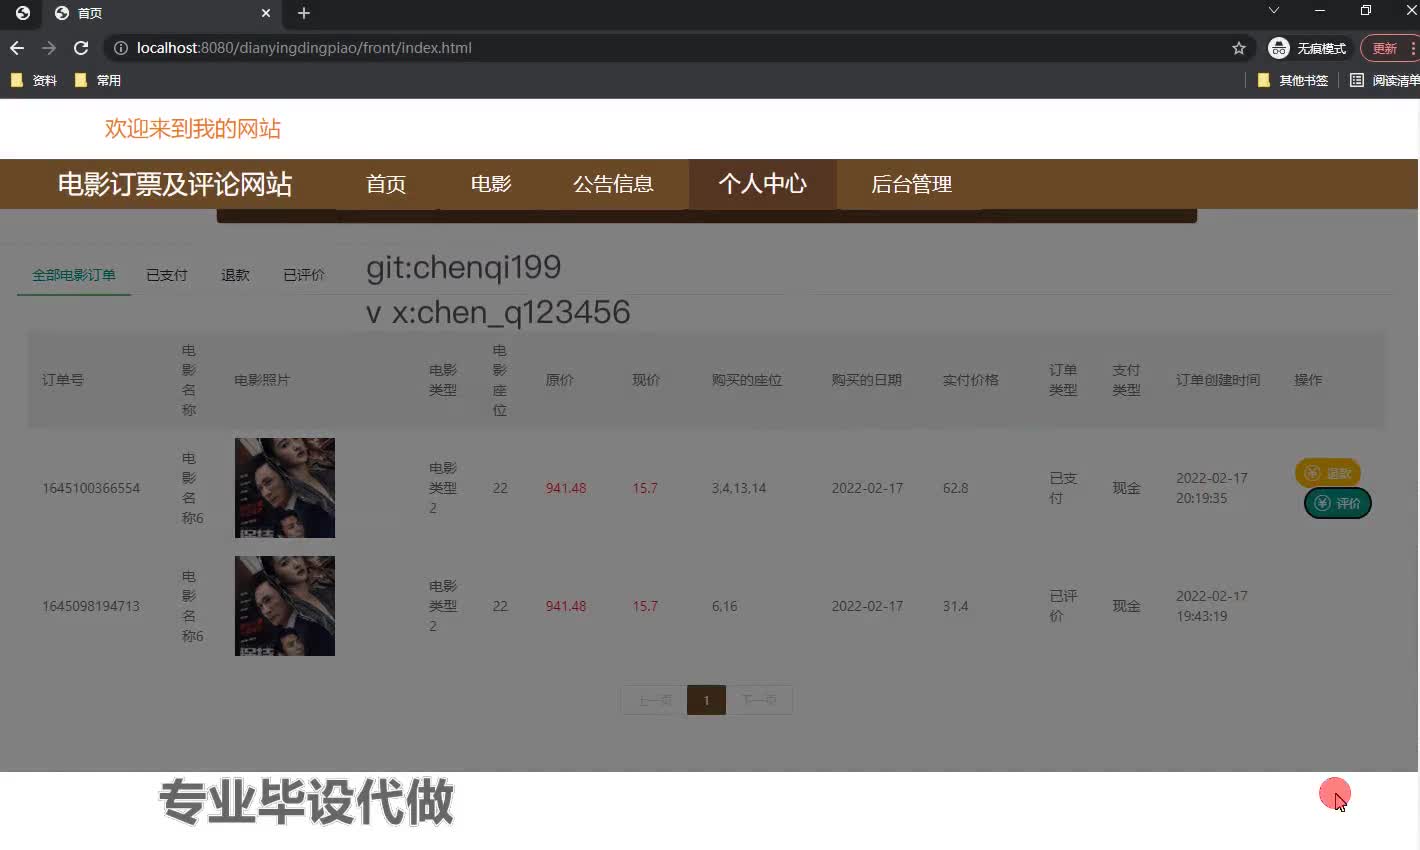 首页
localhost:8080/dianyingdingpiao/front/index.html
无痕模式
更新
资料
常用
其他书签
阅读清单
欢迎来到我的网站
电影订票及评论网站
首页
电影
公告信息
个人中心
后台管理
全部电影订单
已支付
退款
已评价
git:chenqi199
v x:chen_q123456
订单号
电影名称
电影照片
电影类型
电影座位
原价
现价
购买的座位
购买的日期
实付价格
订单类型
支付类型
订单创建时间
操作
1645100366554
电影名称6
电影类型2
22
941.48
15.7
3,4,13,14
2022-02-17
62.8
已支付
现金
2022-02-17
20:19:35
退款
评价
1645098194713
电影名称6
电影类型2
22
941.48
15.7
6,16
2022-02-17
31.4
已评价
现金
2022-02-17
19:43:19
上一页
1
下一页
专业毕设代做